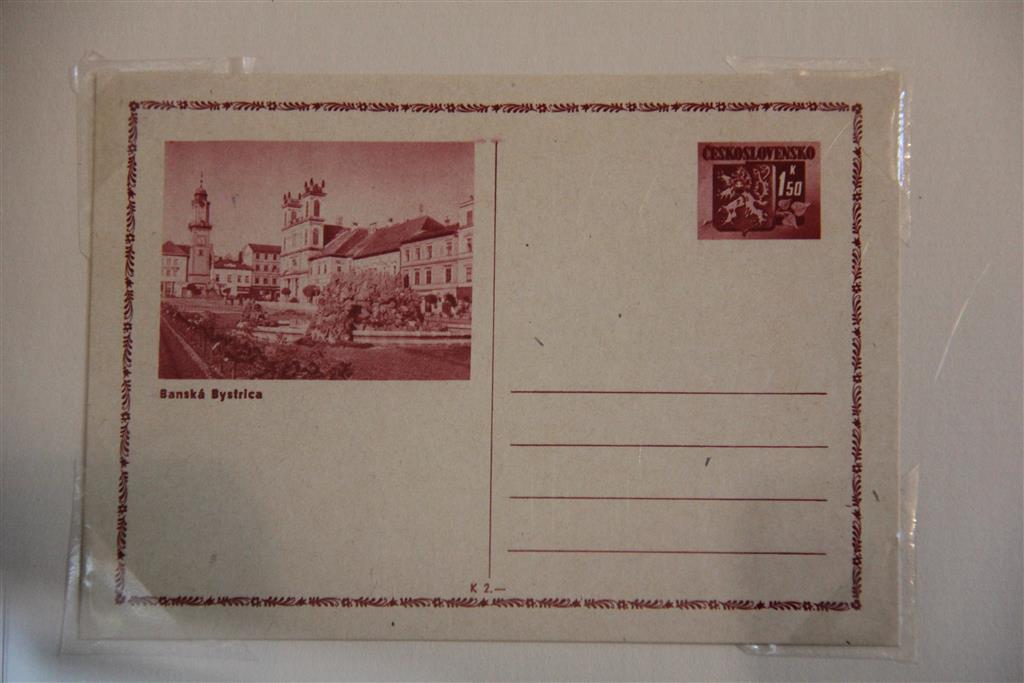 ČESKOSLOVENSKO
K
1 50
Banská Bystrica
K 2.—